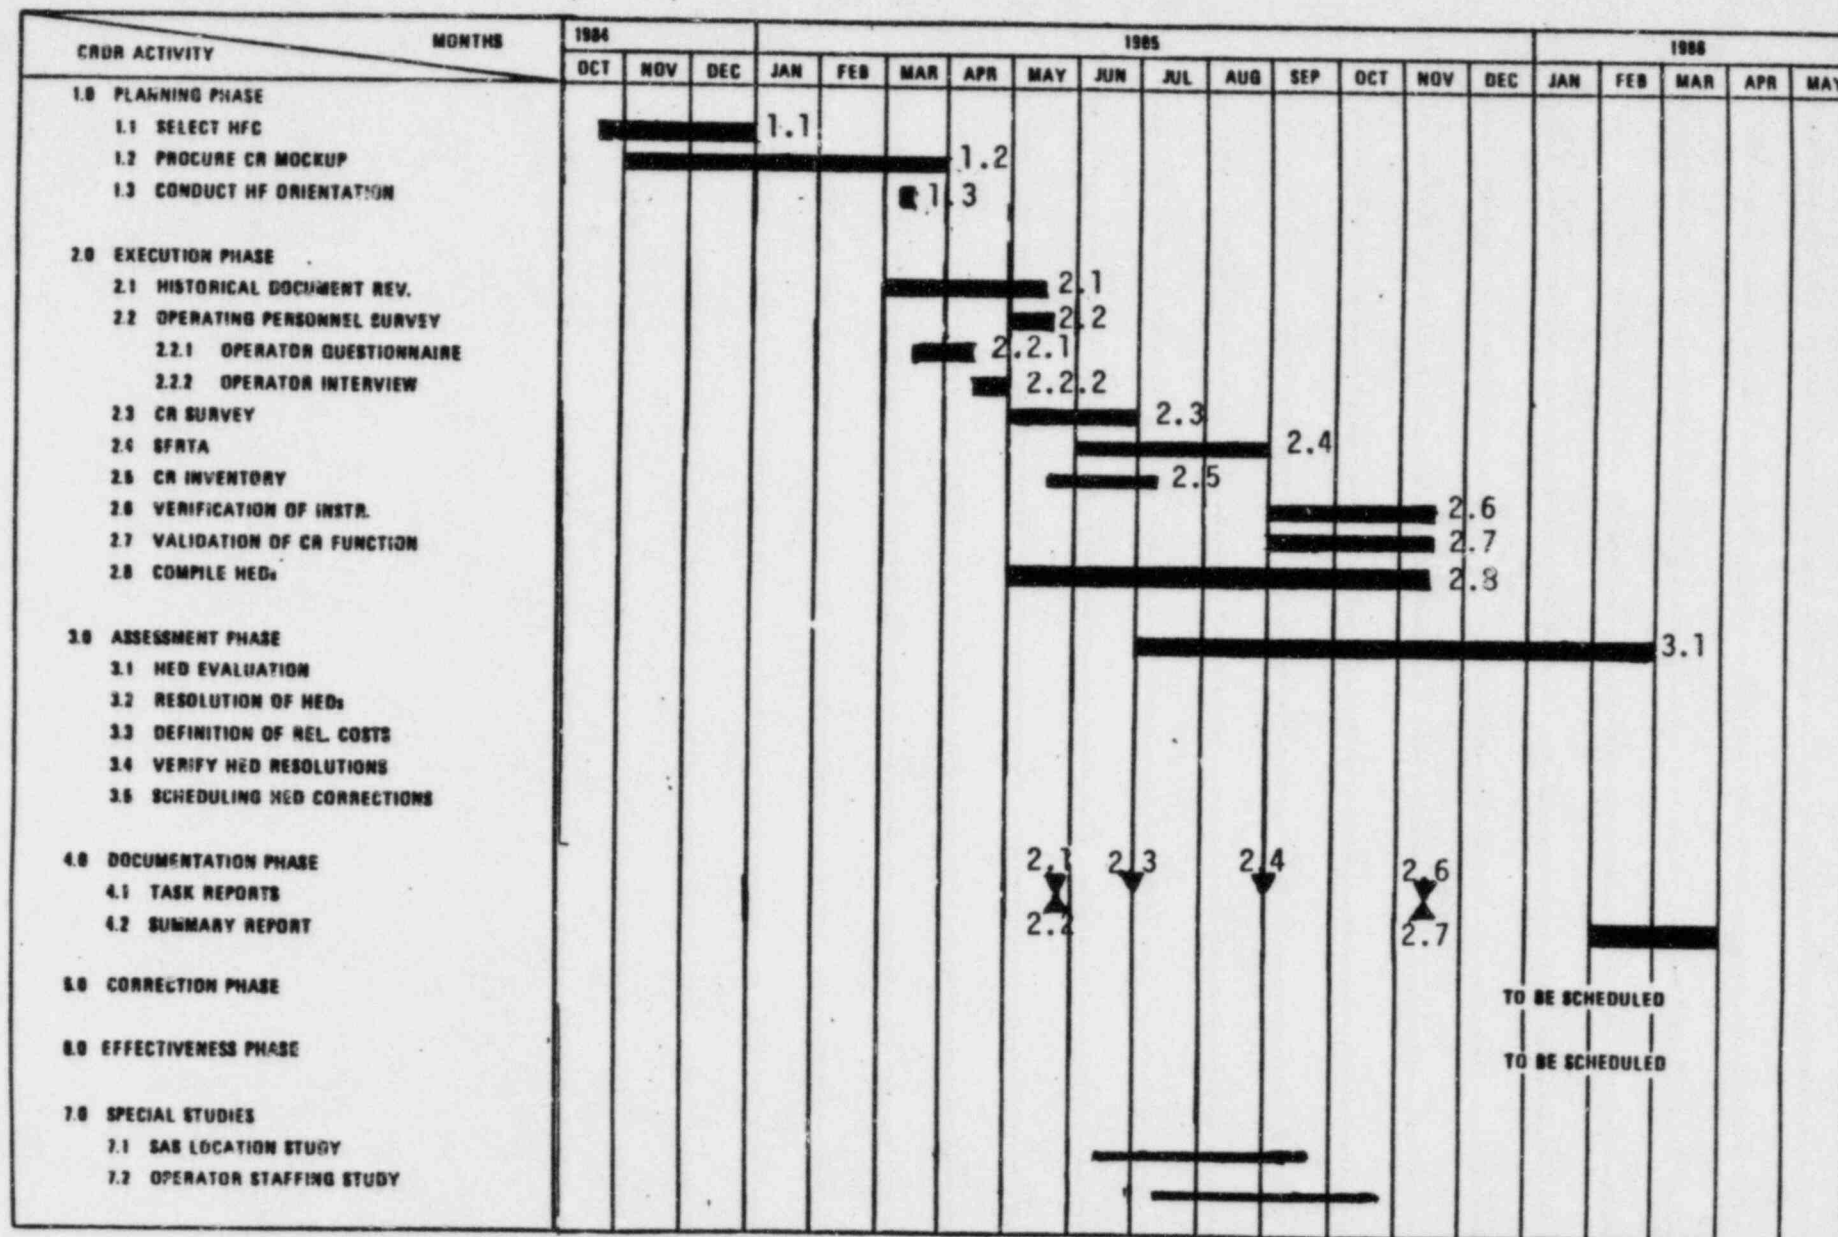 CRDR ACTIVITY MONTHS 1984 1985 1986
OCT NOV DEC JAN FEB MAR APR MAY JUN JUL AUG SEP OCT NOV DEC JAN FEB MAR APR MAY
1.0 PLANNING PHASE
1.1 SELECT HFC 1.1
1.2 PROCURE CR MOCKUP 1.2
1.3 CONDUCT HF ORIENTATION 1.3
2.0 EXECUTION PHASE
2.1 HISTORICAL DOCUMENT REV. 2.1
2.2 OPERATING PERSONNEL SURVEY 2.2
2.2.1 OPERATOR QUESTIONNAIRE 2.2.1
2.2.2 OPERATOR INTERVIEW 2.2.2
2.3 CR SURVEY 2.3
2.4 SFRTA 2.4
2.5 CR INVENTORY 2.5
2.6 VERIFICATION OF INSTR. 2.6
2.7 VALIDATION OF CR FUNCTION 2.7
2.8 COMPILE HEDs 2.8
3.0 ASSESSMENT PHASE 3.1
3.1 HED EVALUATION
3.2 RESOLUTION OF HEDs
3.3 DEFINITION OF REL. COSTS
3.4 VERIFY HED RESOLUTIONS
3.5 SCHEDULING HED CORRECTIONS
4.0 DOCUMENTATION PHASE 2.1 2.3 2.4 2.6
4.1 TASK REPORTS
4.2 SUMMARY REPORT 2.2 2.7
5.0 CORRECTION PHASE TO BE SCHEDULED
6.0 EFFECTIVENESS PHASE TO BE SCHEDULED
7.0 SPECIAL STUDIES
7.1 SAS LOCATION STUDY
7.2 OPERATOR STAFFING STUDY